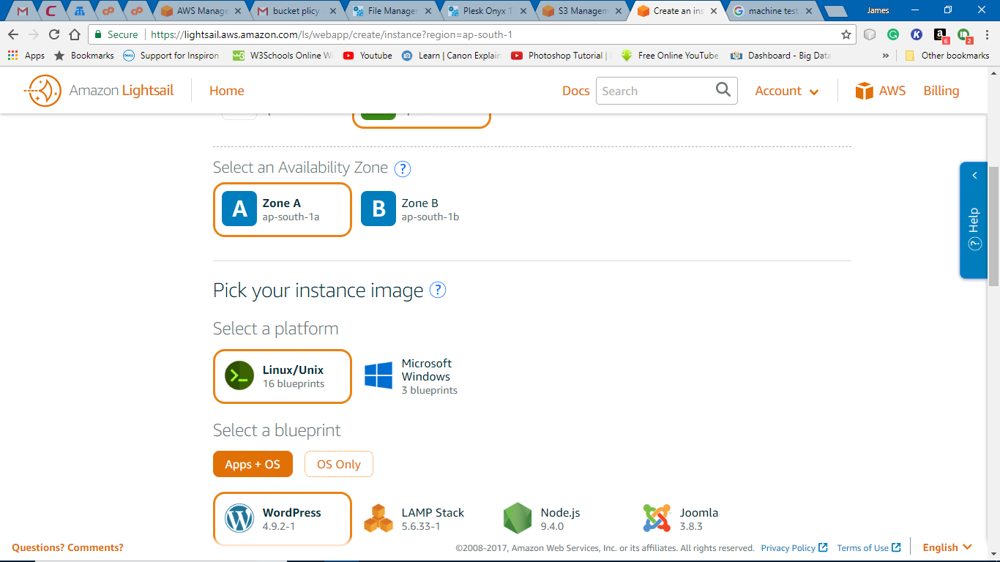 AWS Manage
bucket plicy -
File Manager
Plesk Onyx 1
S3 Managem
Create an ins
machine test
James
Secure
https://lightsail.aws.amazon.com/ls/webapp/create/instance?region=ap-south-1
6
2
Apps
Bookmarks
Support for Inspiron
W3Schools Online W
Youtube
Learn | Canon Explain
Photoshop Tutorial |
Free Online YouTube
Dashboard - Big Data
»
Other bookmarks
Amazon Lightsail
Home
Docs
Search
Account
AWS
Billing
Select an Availability Zone ?
A
Zone A
ap-south-1a
B
Zone B
ap-south-1b
< Help ?
Pick your instance image ?
Select a platform
Linux/Unix
16 blueprints
Microsoft
Windows
3 blueprints
Select a blueprint
Apps + OS
OS Only
WordPress
4.9.2-1
LAMP Stack
5.6.33-1
Node.js
9.4.0
Joomla
3.8.3
Questions? Comments?
©2008-2017, Amazon Web Services, Inc. or its affiliates. All rights reserved.
Privacy Policy
Terms of Use
English